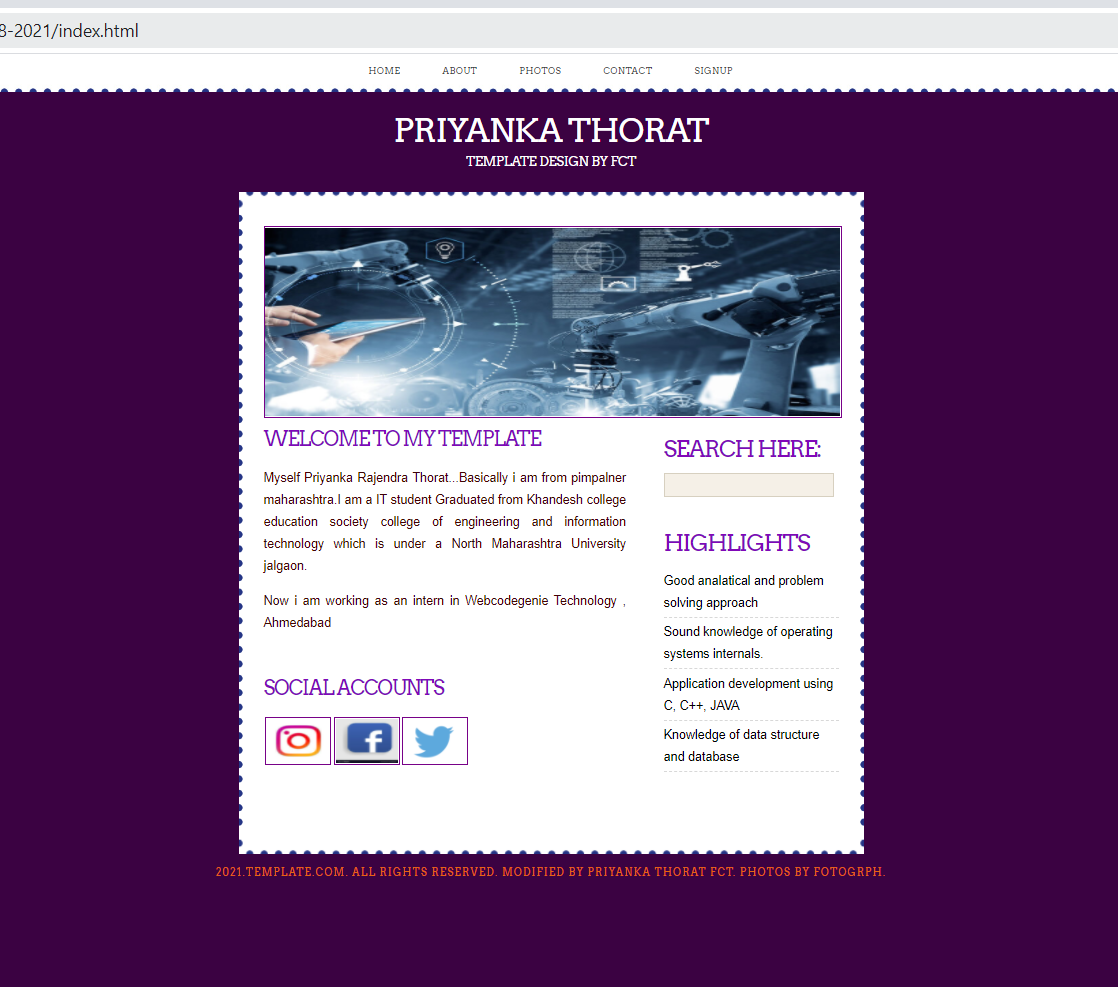 8-2021/index.html
HOME ABOUT PHOTOS CONTACT SIGNUP
PRIYANKA THORAT
TEMPLATE DESIGN BY FCT
WELCOME TO MY TEMPLATE
Myself Priyanka Rajendra Thorat...Basically i am from pimpalner
maharashtra.I am a IT student Graduated from Khandesh college
education society college of engineering and information
technology which is under a North Maharashtra University
jalgaon.
Now i am working as an intern in Webcodegenie Technology ,
Ahmedabad
SOCIAL ACCOUNTS
SEARCH HERE:
HIGHLIGHTS
Good analatical and problem
solving approach
Sound knowledge of operating
systems internals.
Application development using
C, C++, JAVA
Knowledge of data structure
and database
2021.TEMPLATE.COM. ALL RIGHTS RESERVED. MODIFIED BY PRIYANKA THORAT FCT. PHOTOS BY FOTOGRPH.